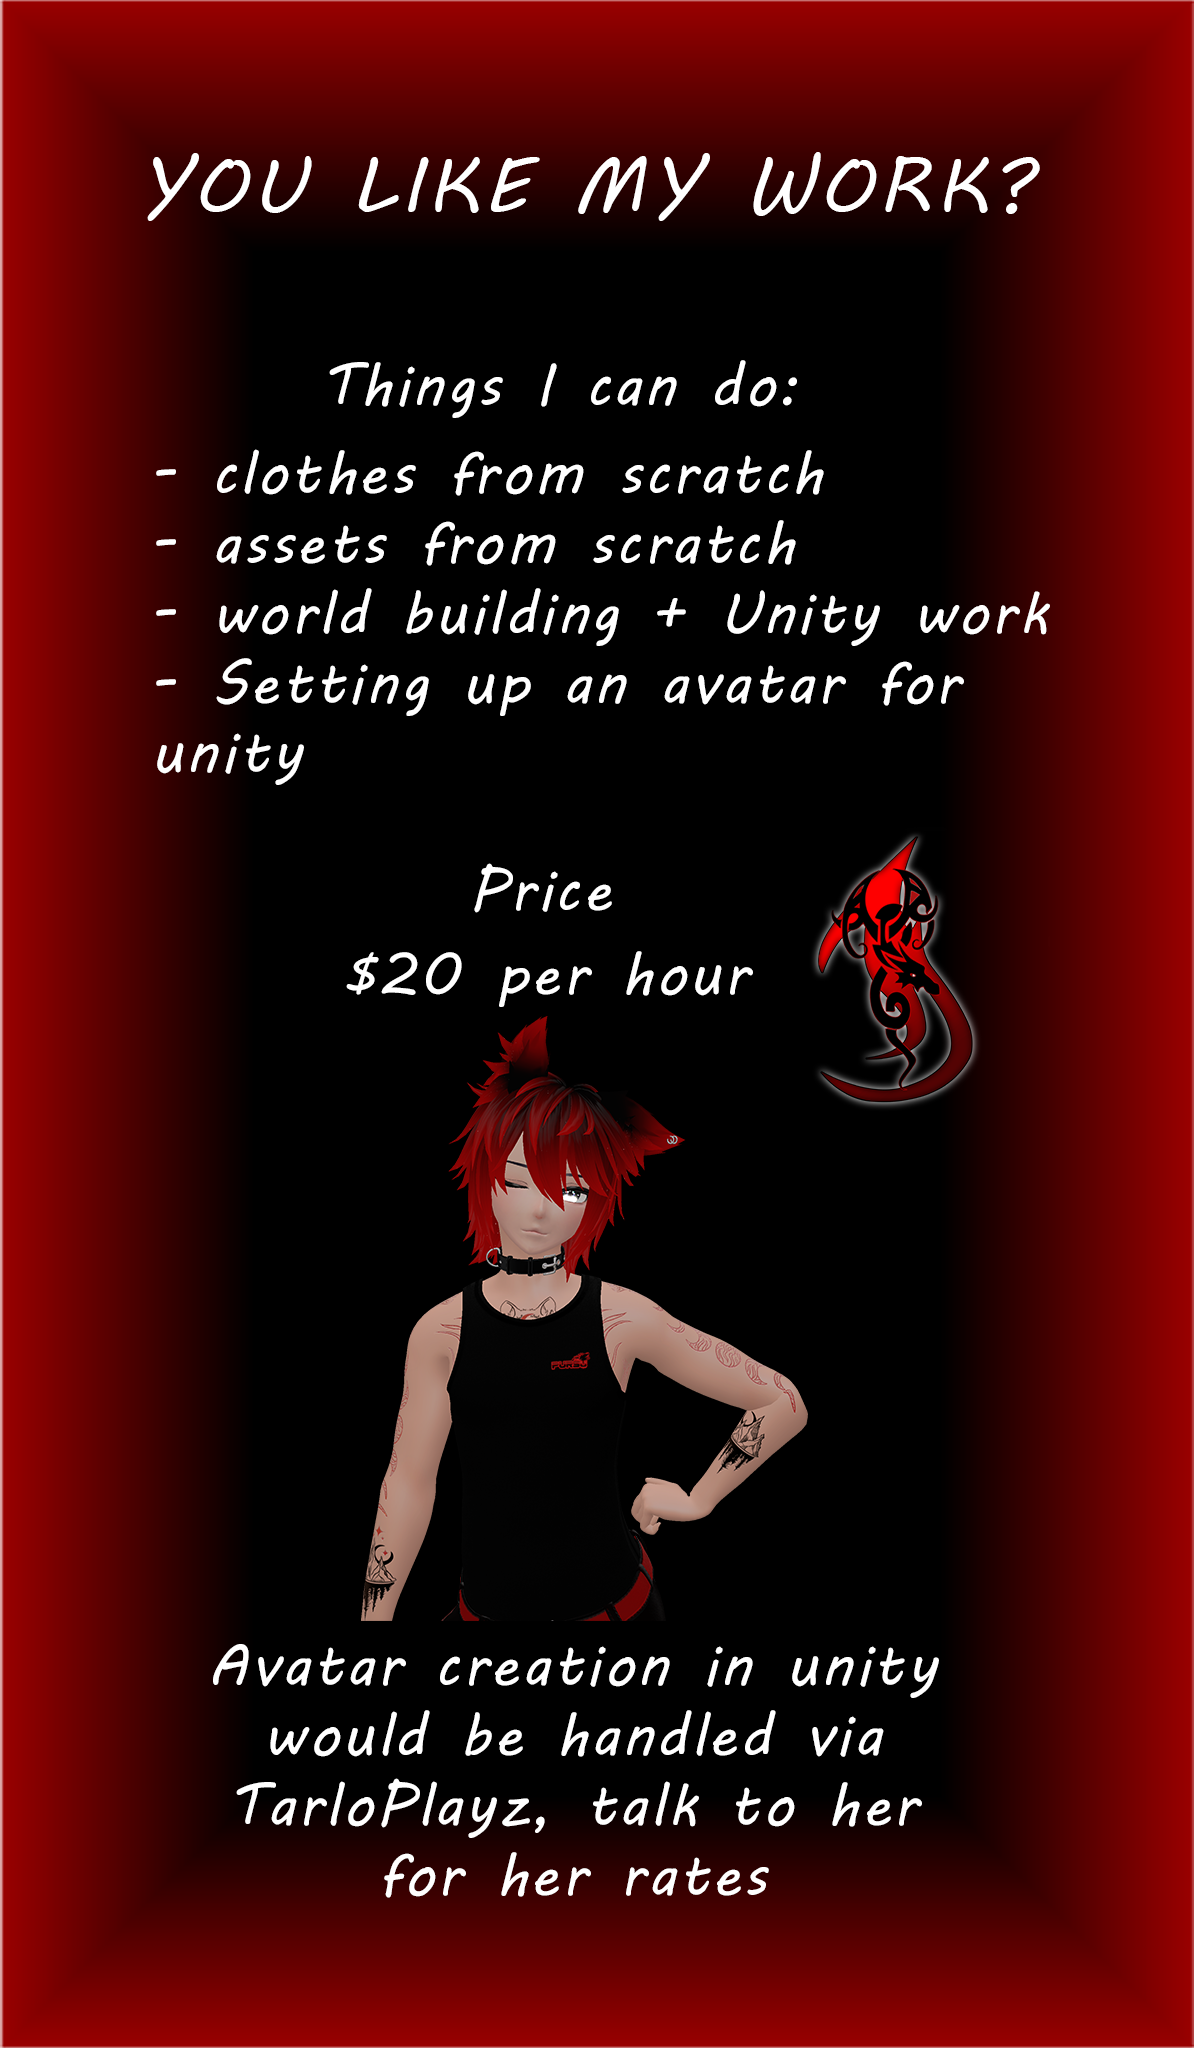 YOU LIKE MY WORK?
Things I can do:
- clothes from scratch
- assets from scratch
- world building + Unity work
- Setting up an avatar for
unity
Price
$20 per hour
Avatar creation in unity
would be handled via
TarloPlayz, talk to her
for her rates